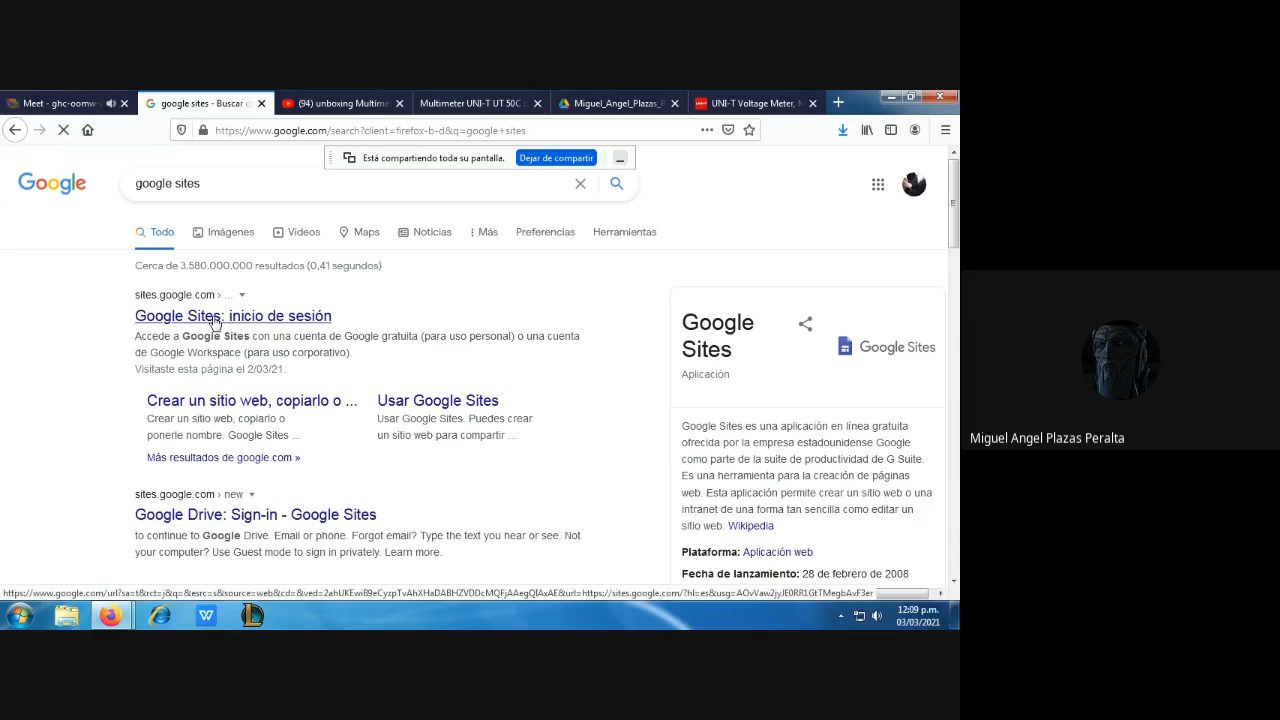 Meet - ghc-oomw-
google sites - Buscar c
(94) unboxing Multime
Multimeter UNI-T UT 50C
Miguel_Angel_Plazas_
UNI-T Voltage Meter, M
https://www.google.com/search?client=firefox-b-d&q=google+sites
Está compartiendo toda su pantalla.
Dejar de compartir
Google
google sites
Todo
Imágenes
Vídeos
Maps
Noticias
Más
Preferencias
Herramientas
Cerca de 3.580.000.000 resultados (0,41 segundos)
sites.google.com › ...
Google Sites: inicio de sesión
Accede a Google Sites con una cuenta de Google gratuita (para uso personal) o una cuenta
de Google Workspace (para uso corporativo).
Visitaste esta página el 2/03/21.
Crear un sitio web, copiarlo o ...
Crear un sitio web, copiarlo o
ponerle nombre. Google Sites ...
Usar Google Sites
Usar Google Sites. Puedes crear
un sitio web para compartir ...
Más resultados de google.com »
sites.google.com › new
Google Drive: Sign-in - Google Sites
to continue to Google Drive. Email or phone. Forgot email? Type the text you hear or see. Not
your computer? Use Guest mode to sign in privately. Learn more.
Google
Sites
Google Sites
Aplicación
Google Sites es una aplicación en línea gratuita
ofrecida por la empresa estadounidense Google
como parte de la suite de productividad de G Suite.
Es una herramienta para la creación de páginas
web. Esta aplicación permite crear un sitio web o una
intranet de una forma tan sencilla como editar un
sitio web. Wikipedia
Plataforma: Aplicación web
Fecha de lanzamiento: 28 de febrero de 2008
12:09 p.m.
03/03/2021
Miguel Angel Plazas Peralta